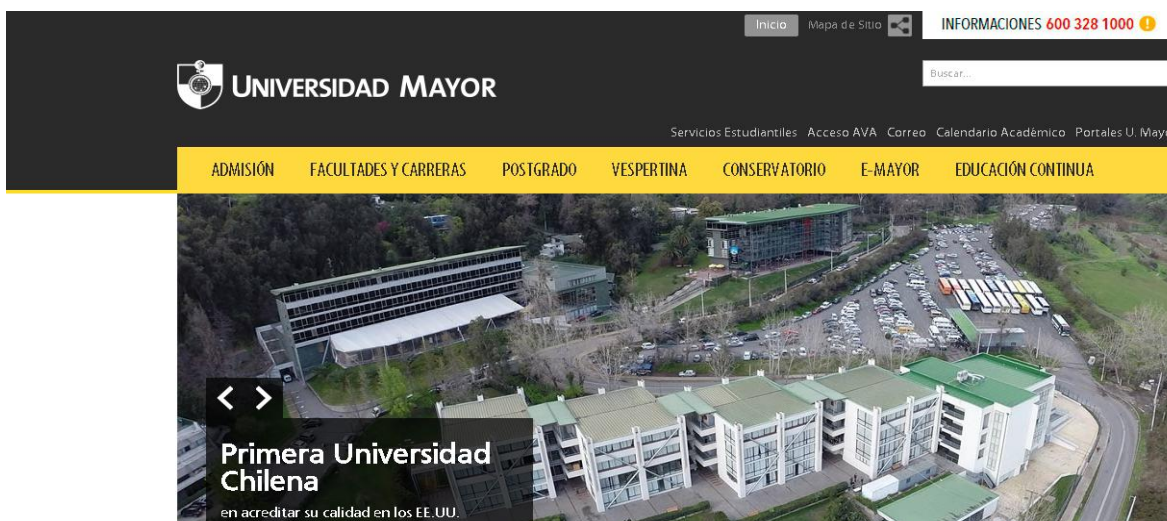 Inicio Mapa de Sitio INFORMACIONES 600 328 1000
UNIVERSIDAD MAYOR
Buscar...
Servicios Estudiantiles Acceso AVA Correo Calendario Académico Portales U. Mayo
ADMISIÓN FACULTADES Y CARRERAS POSTGRADO VESPERTINA CONSERVATORIO E-MAYOR EDUCACIÓN CONTINUA
Primera Universidad
Chilena
en acreditar su calidad en los EE.UU.